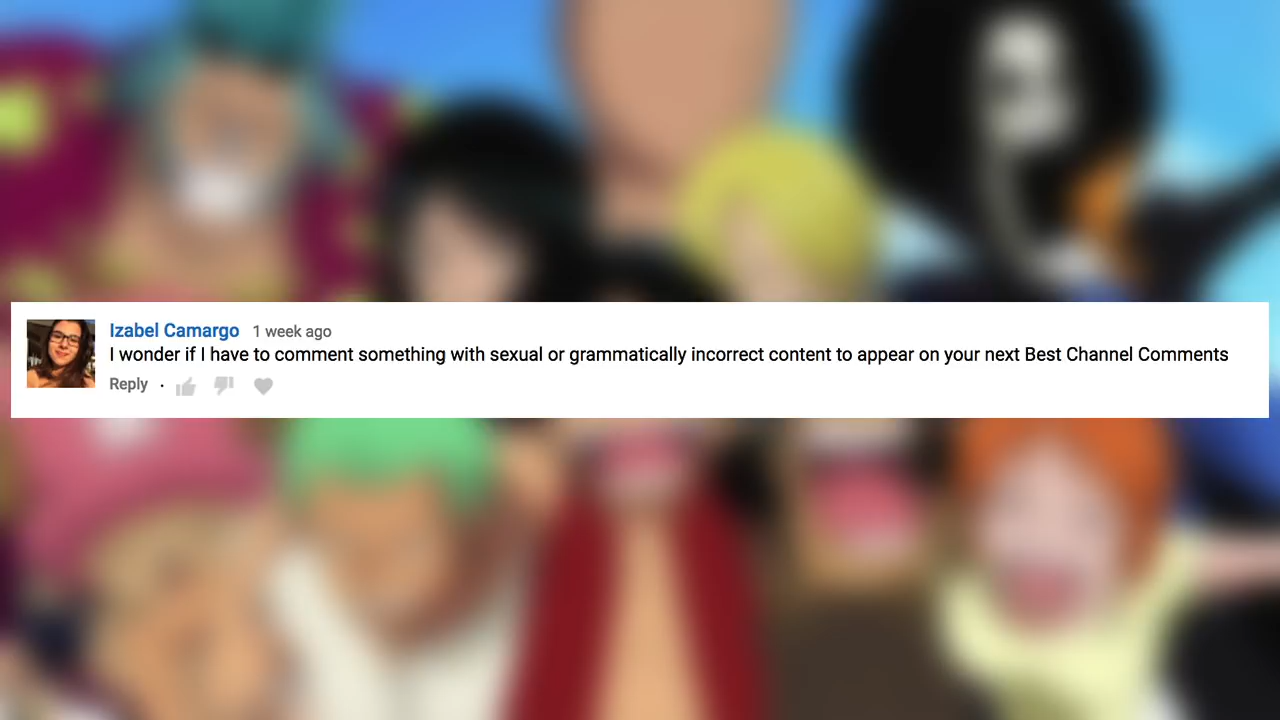 Izabel Camargo 1 week ago
I wonder if I have to comment something with sexual or grammatically incorrect content to appear on your next Best Channel Comments
Reply ·